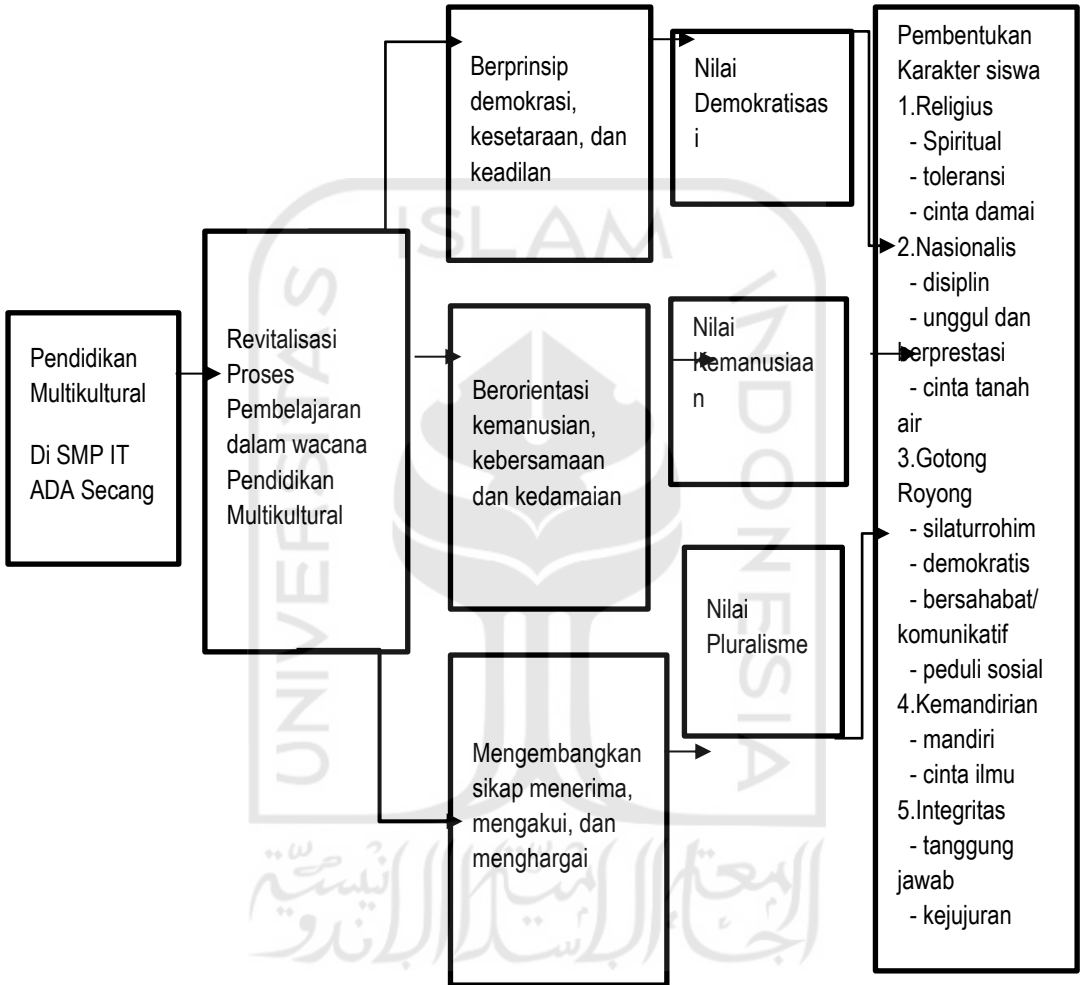 Pendidikan
Multikultural
Di SMP IT
ADA Secang
Revitalisasi
Proses
Pembelajaran
dalam wacana
Pendidikan
Multikultural
Berprinsip
demokrasi,
kesetaraan, dan
keadilan
Berorientasi
kemanusian,
kebersamaan
dan kedamaian
Mengembangkan
sikap menerima,
mengakui, dan
menghargai
Nilai
Demokratisas
i
Nilai
Kemanusiaa
n
Nilai
Pluralisme
Pembentukan
Karakter siswa
1.Religius
- Spiritual
- toleransi
- cinta damai
2.Nasionalis
- disiplin
- unggul dan
berprestasi
- cinta tanah
air
3.Gotong
Royong
- silaturrohim
- demokratis
- bersahabat/
komunikatif
- peduli sosial
4.Kemandirian
- mandiri
- cinta ilmu
5.Integritas
- tanggung
jawab
- kejujuran
UNIVERSITAS
ISLAM
INDONESIA